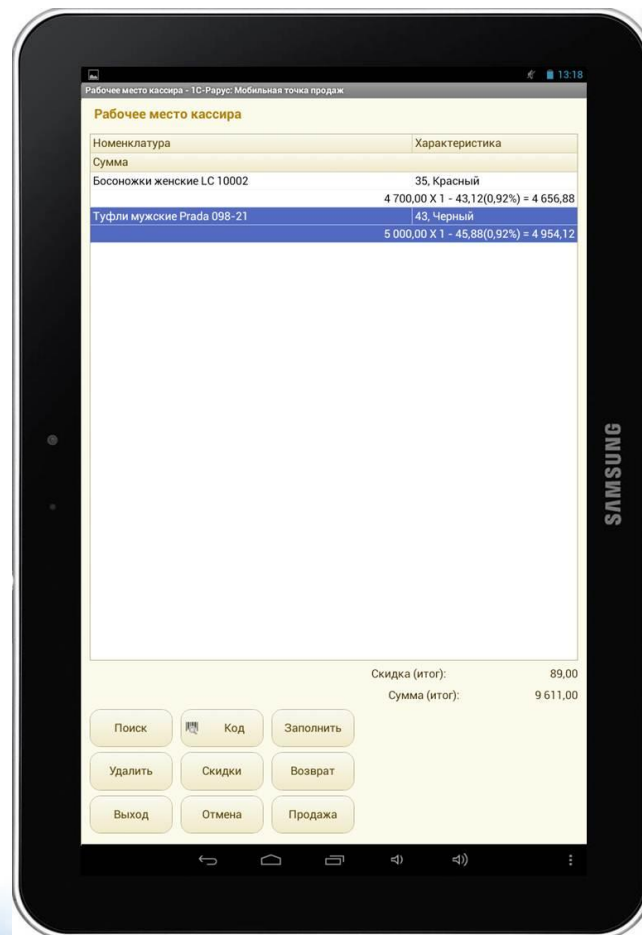 13:18
Рабочее место кассира - 1С-Рарус: Мобильная точка продаж
Рабочее место кассира
Номенклатура Характеристика
Сумма
Босоножки женские LC 10002 35, Красный
4 700,00 X 1 - 43,12(0,92%) = 4 656,88
Туфли мужские Prada 098-21 43, Черный
5 000,00 X 1 - 45,88(0,92%) = 4 954,12
Скидка (итог): 89,00
Сумма (итог): 9 611,00
Поиск Код Заполнить
Удалить Скидки Возврат
Выход Отмена Продажа
SAMSUNG